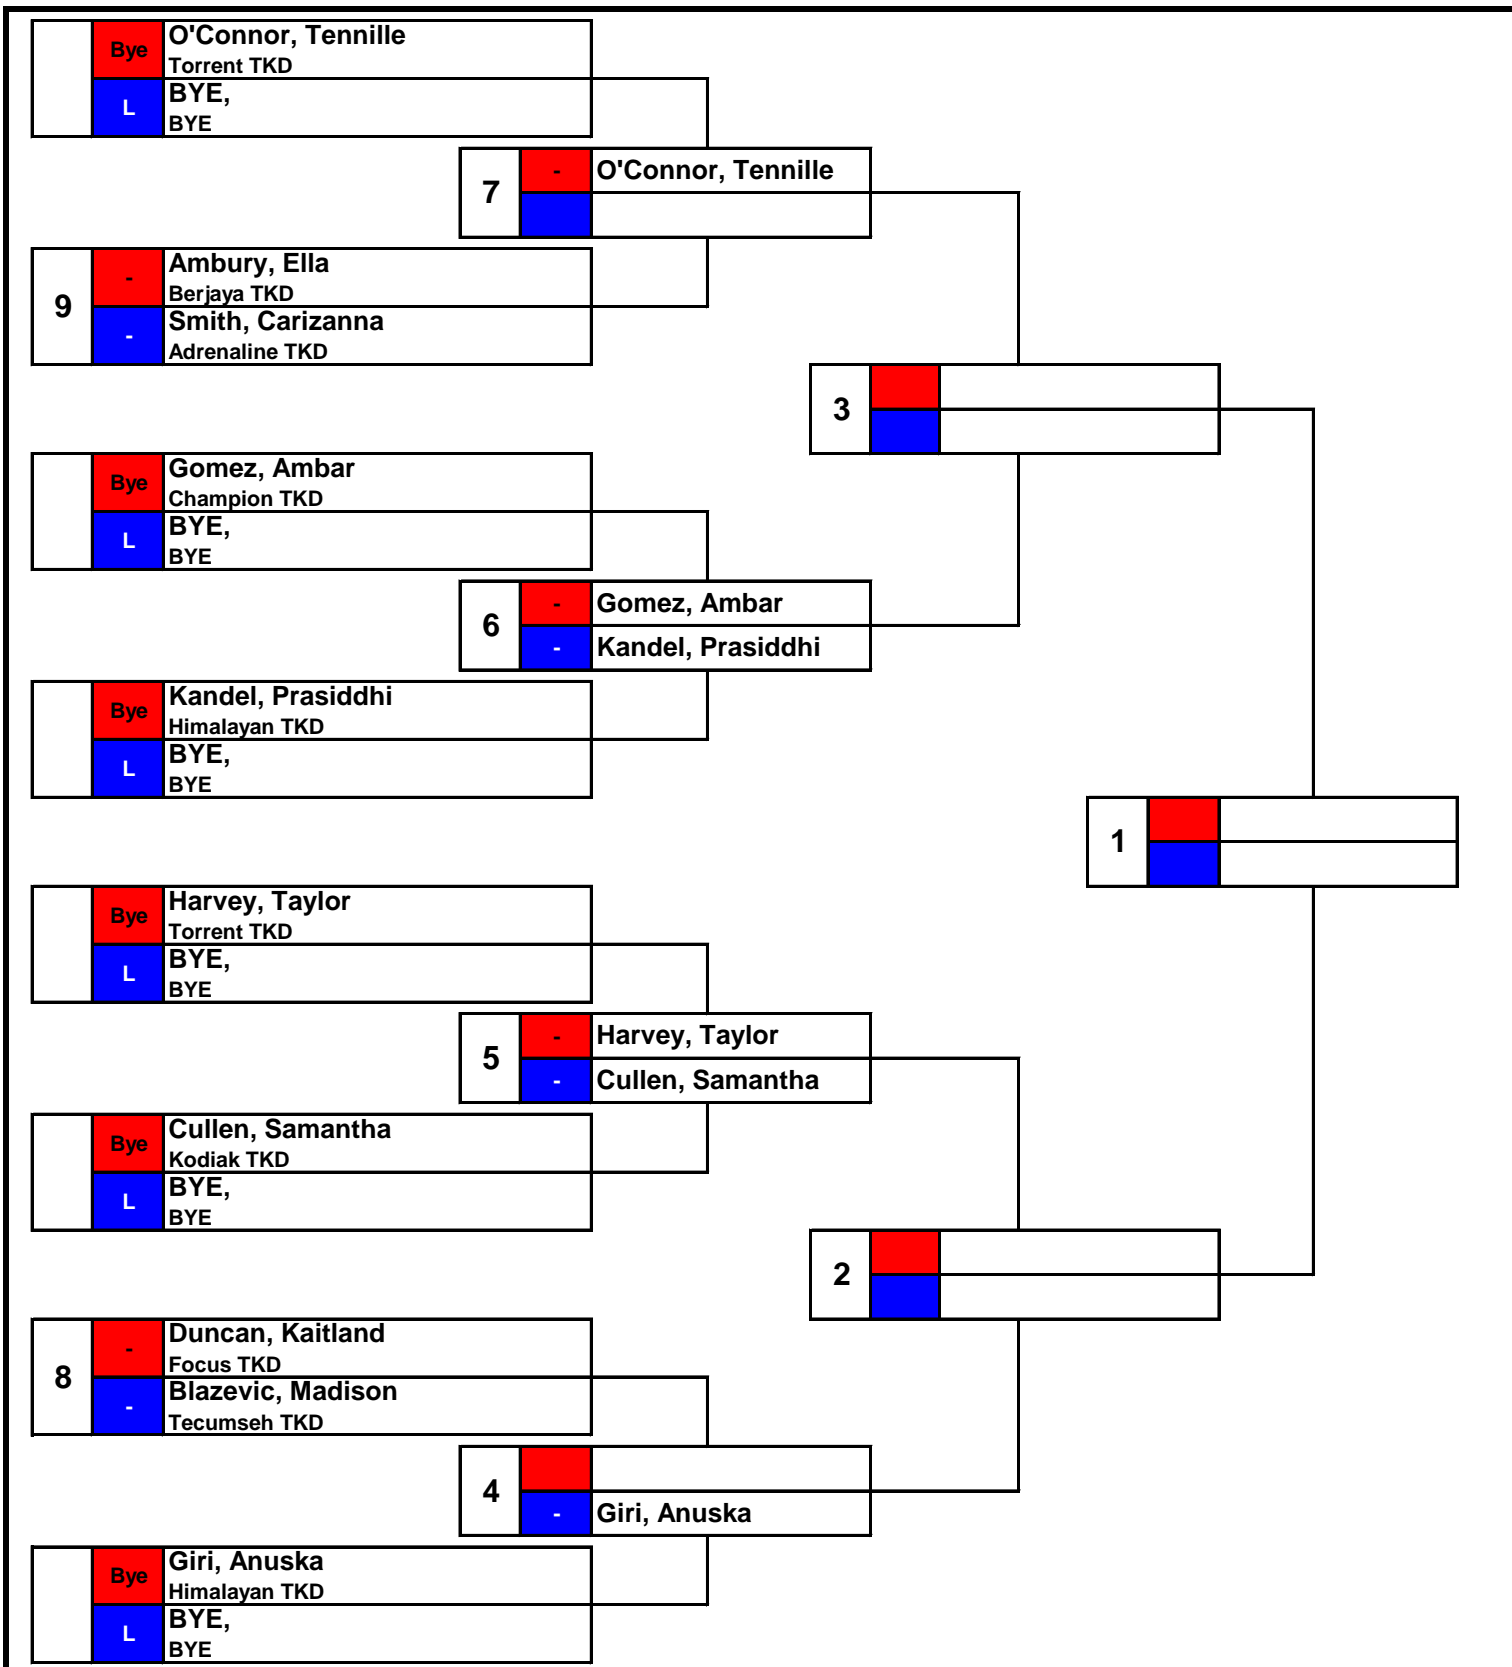 Bye O'Connor, Tennille
Torrent TKD
L BYE,
BYE
7 - O'Connor, Tennille
9 - Ambury, Ella
Berjaya TKD
- Smith, Carizanna
Adrenaline TKD
3
Bye Gomez, Ambar
Champion TKD
L BYE,
BYE
6 - Gomez, Ambar
- Kandel, Prasiddhi
Bye Kandel, Prasiddhi
Himalayan TKD
L BYE,
BYE
1
Bye Harvey, Taylor
Torrent TKD
L BYE,
BYE
5 - Harvey, Taylor
- Cullen, Samantha
Bye Cullen, Samantha
Kodiak TKD
L BYE,
BYE
2
8 - Duncan, Kaitland
Focus TKD
- Blazevic, Madison
Tecumseh TKD
4
- Giri, Anuska
Bye Giri, Anuska
Himalayan TKD
L BYE,
BYE